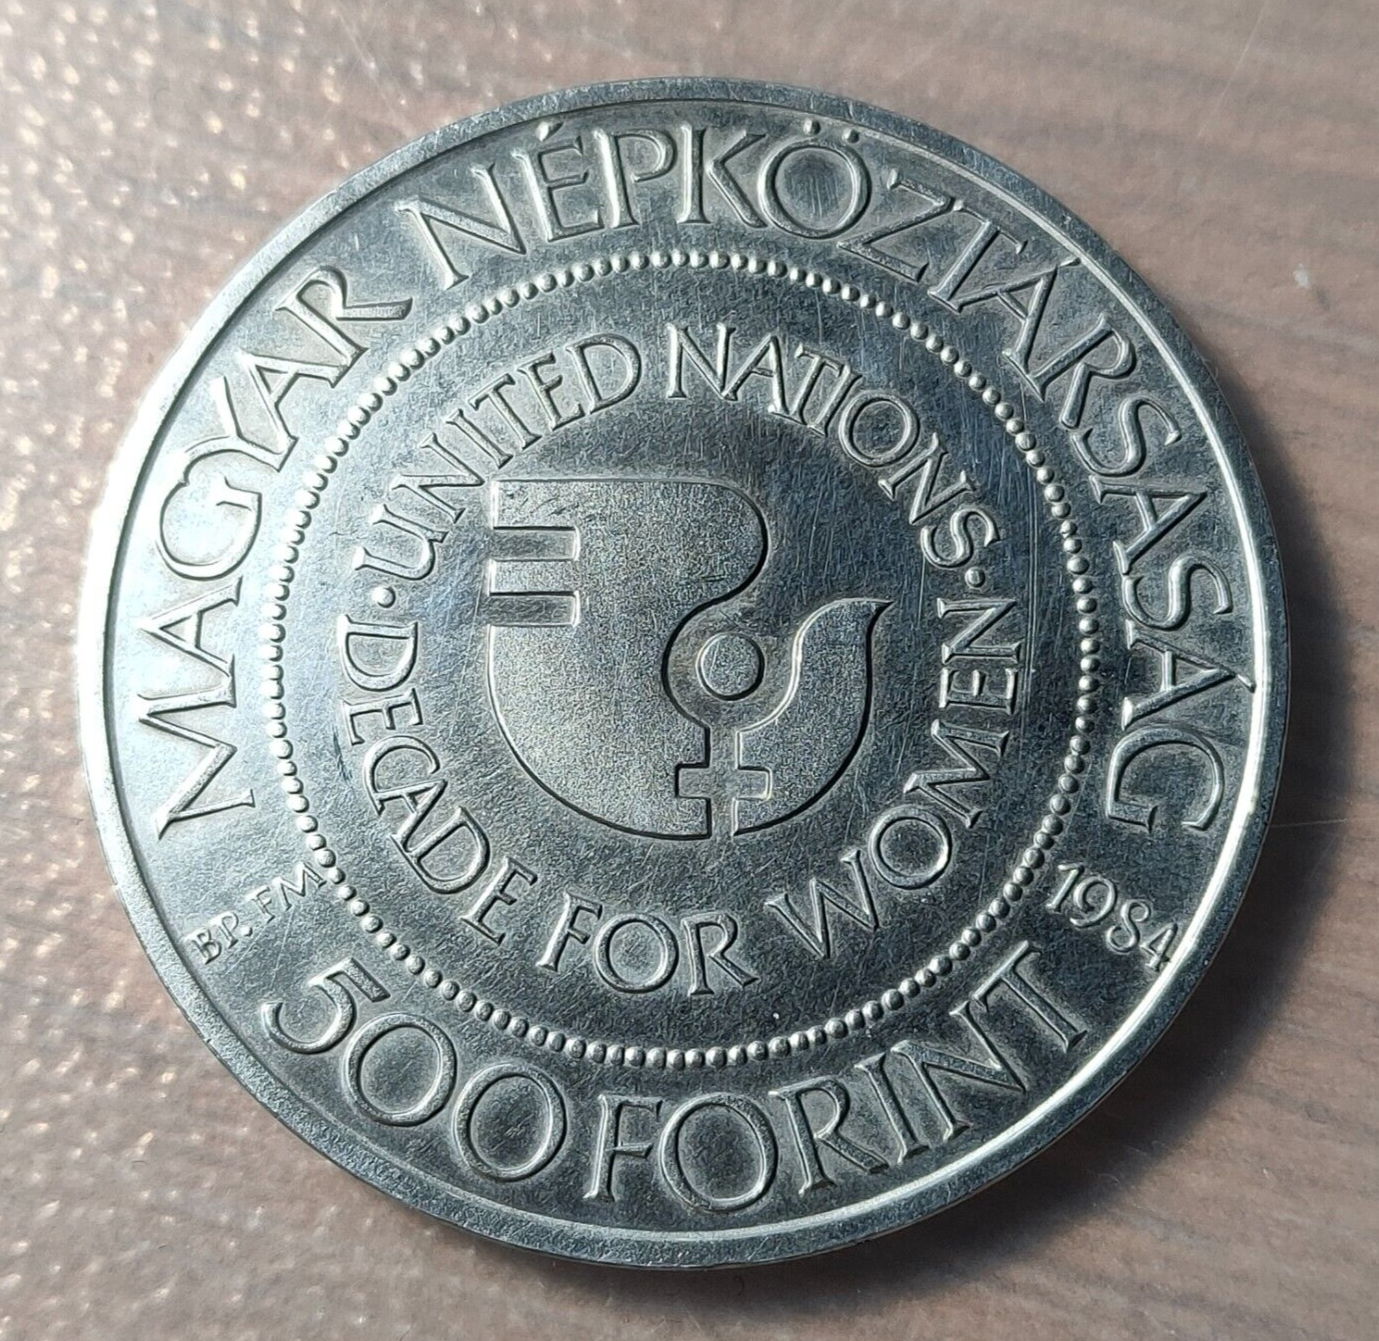 MAGYAR NÉPKÖZTÁRSASÁG
BP. FM
1984
500 FORINT
·UNITED NATIONS·
DECADE FOR WOMEN